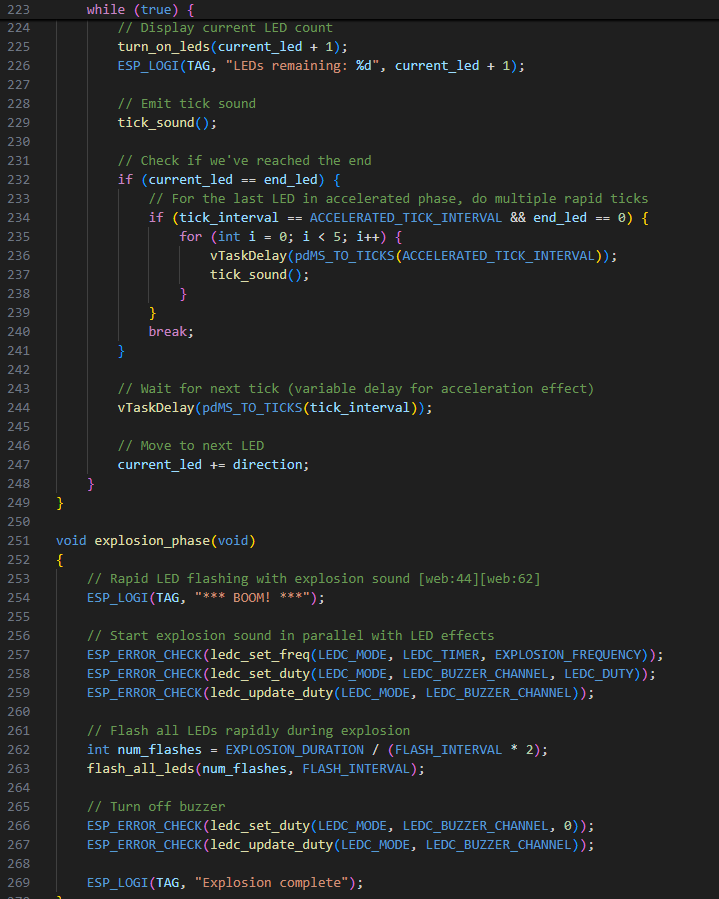 223 while (true) {
224 // Display current LED count
225 turn_on_leds(current_led + 1);
226 ESP_LOGI(TAG, "LEDs remaining: %d", current_led + 1);
227
228 // Emit tick sound
229 tick_sound();
230
231 // Check if we've reached the end
232 if (current_led == end_led) {
233 // For the last LED in accelerated phase, do multiple rapid ticks
234 if (tick_interval == ACCELERATED_TICK_INTERVAL && end_led == 0) {
235 for (int i = 0; i < 5; i++) {
236 vTaskDelay(pdMS_TO_TICKS(ACCELERATED_TICK_INTERVAL));
237 tick_sound();
238 }
239 }
240 break;
241 }
242
243 // Wait for next tick (variable delay for acceleration effect)
244 vTaskDelay(pdMS_TO_TICKS(tick_interval));
245
246 // Move to next LED
247 current_led += direction;
248 }
249 }
250
251 void explosion_phase(void)
252 {
253 // Rapid LED flashing with explosion sound [web:44][web:62]
254 ESP_LOGI(TAG, "*** BOOM! ***");
255
256 // Start explosion sound in parallel with LED effects
257 ESP_ERROR_CHECK(ledc_set_freq(LEDC_MODE, LEDC_TIMER, EXPLOSION_FREQUENCY));
258 ESP_ERROR_CHECK(ledc_set_duty(LEDC_MODE, LEDC_BUZZER_CHANNEL, LEDC_DUTY));
259 ESP_ERROR_CHECK(ledc_update_duty(LEDC_MODE, LEDC_BUZZER_CHANNEL));
260
261 // Flash all LEDs rapidly during explosion
262 int num_flashes = EXPLOSION_DURATION / (FLASH_INTERVAL * 2);
263 flash_all_leds(num_flashes, FLASH_INTERVAL);
264
265 // Turn off buzzer
266 ESP_ERROR_CHECK(ledc_set_duty(LEDC_MODE, LEDC_BUZZER_CHANNEL, 0));
267 ESP_ERROR_CHECK(ledc_update_duty(LEDC_MODE, LEDC_BUZZER_CHANNEL));
268
269 ESP_LOGI(TAG, "Explosion complete");